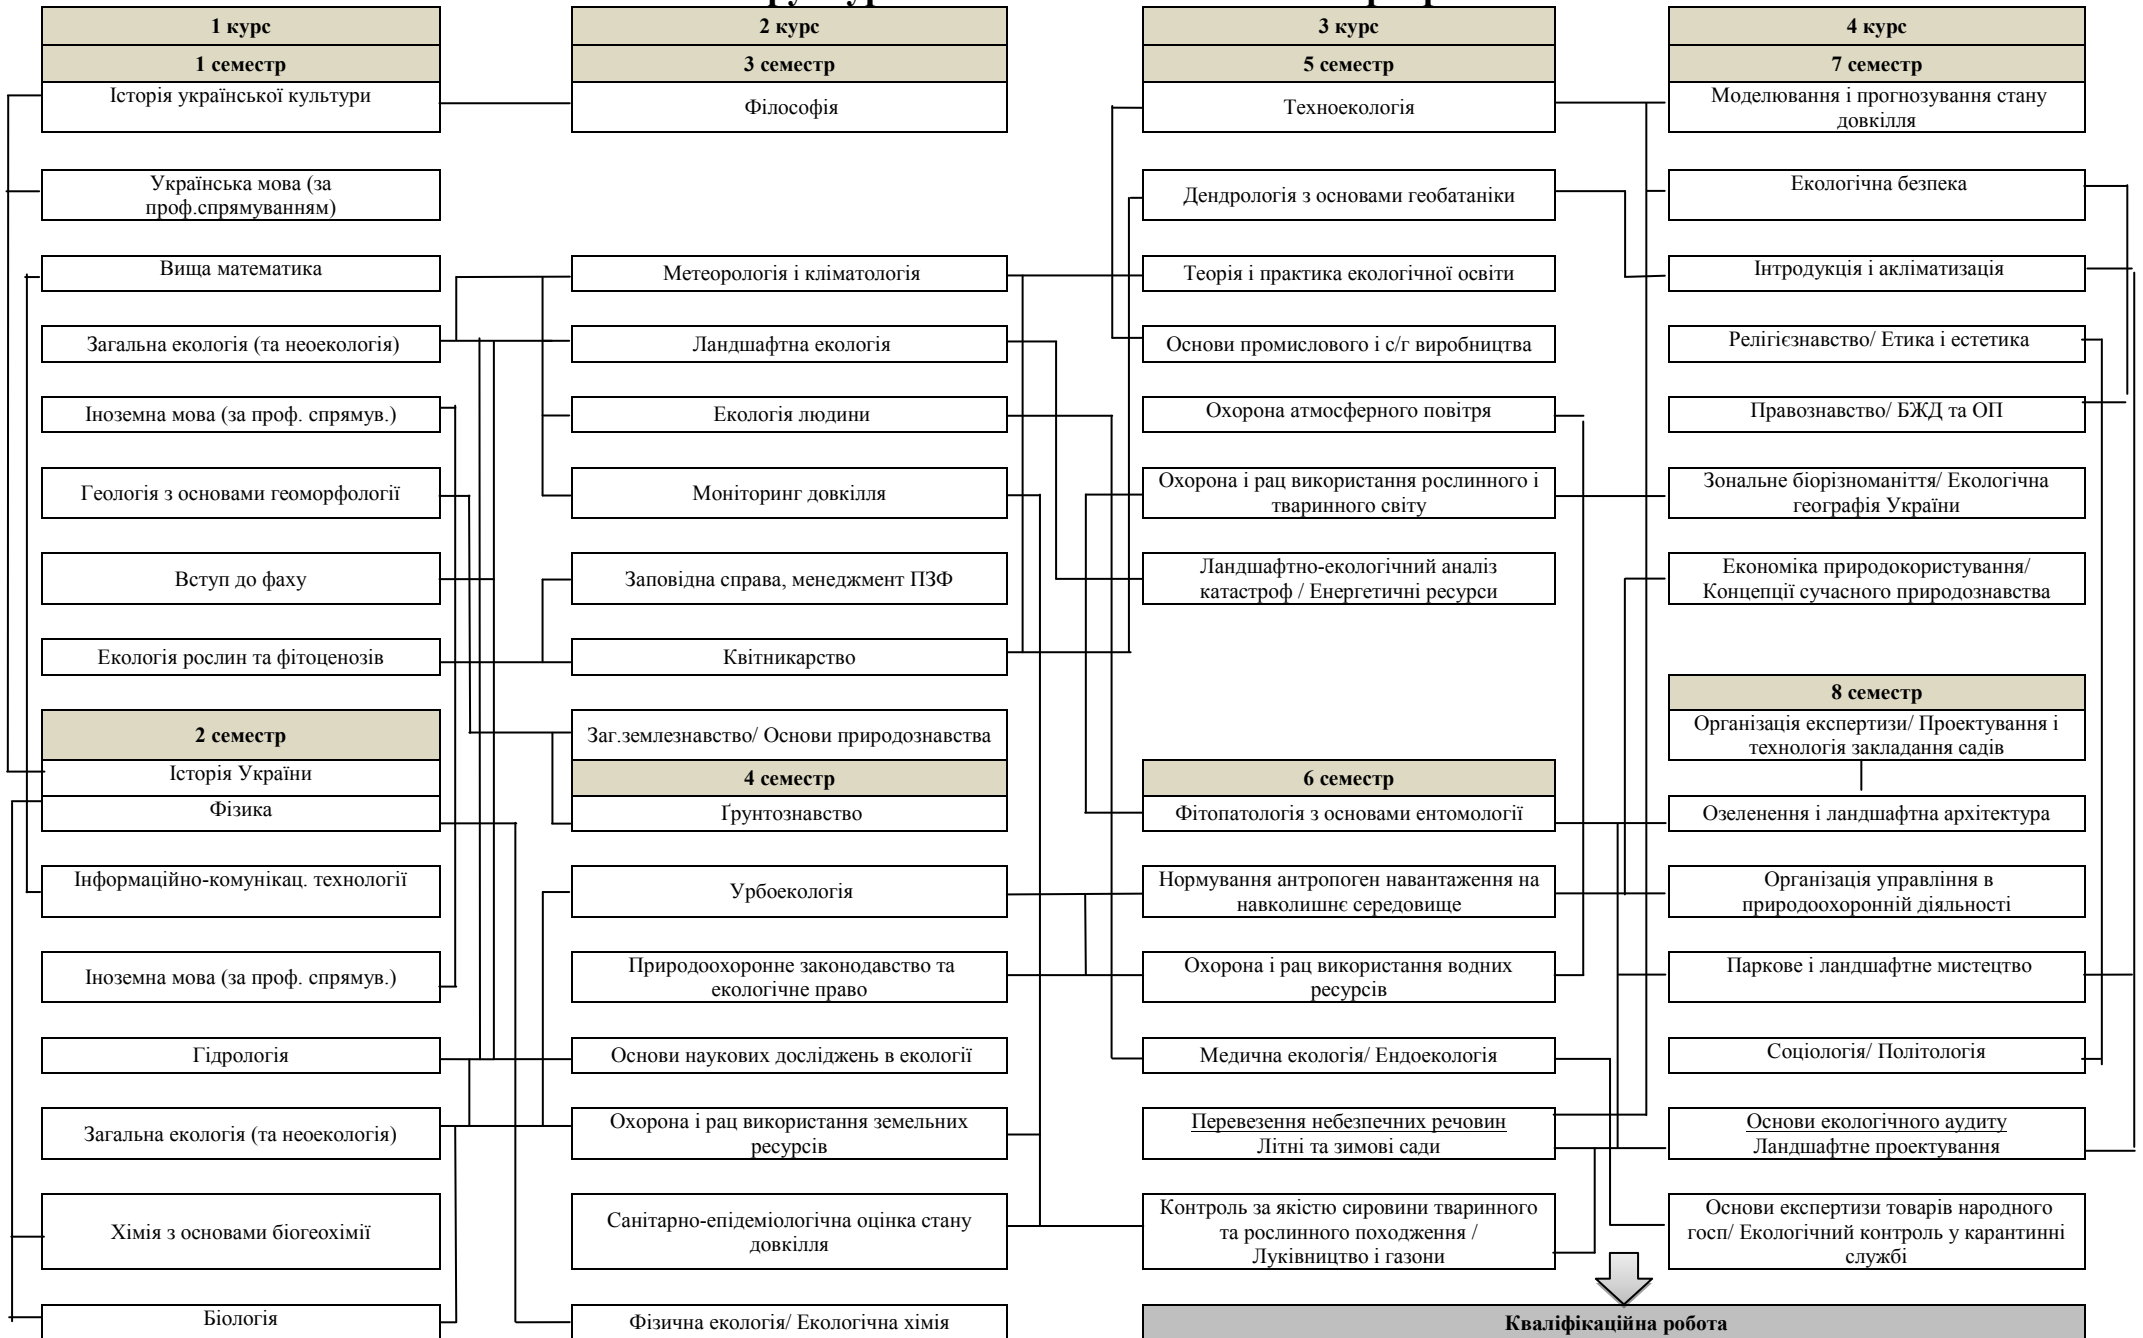 1 курс
1 семестр
Історія української культури
Українська мова (за
проф.спрямуванням)
Вища математика
Загальна екологія (та неоекологія)
Іноземна мова (за проф. спрямув.)
Геологія з основами геоморфології
Вступ до фаху
Екологія рослин та фітоценозів
2 семестр
Історія України
Фізика
Інформаційно-комунікац. технології
Іноземна мова (за проф. спрямув.)
Гідрологія
Загальна екологія (та неоекологія)
Хімія з основами біогеохімії
Біологія
2 курс
3 семестр
Філософія
Метеорологія і кліматологія
Ландшафтна екологія
Екологія людини
Моніторинг довкілля
Заповідна справа, менеджмент ПЗФ
Квітникарство
Заг.землезнавство/ Основи природознавства
4 семестр
Ґрунтознавство
Урбоекологія
Природоохоронне законодавство та
екологічне право
Основи наукових досліджень в екології
Охорона і рац використання земельних
ресурсів
Санітарно-епідеміологічна оцінка стану
довкілля
Фізична екологія/ Екологічна хімія
3 курс
5 семестр
Техноекологія
Дендрологія з основами геобатаніки
Теорія і практика екологічної освіти
Основи промислового і с/г виробництва
Охорона атмосферного повітря
Охорона і рац використання рослинного і
тваринного світу
Ландшафтно-екологічний аналіз
катастроф / Енергетичні ресурси
6 семестр
Фітопатологія з основами ентомології
Нормування антропоген навантаження на
навколишнє середовище
Охорона і рац використання водних
ресурсів
Медична екологія/ Ендоекологія
Перевезення небезпечних речовин
Літні та зимові сади
Контроль за якістю сировини тваринного
та рослинного походження /
Луківництво і газони
4 курс
7 семестр
Моделювання і прогнозування стану
довкілля
Екологічна безпека
Інтродукція і акліматизація
Релігієзнавство/ Етика і естетика
Правознавство/ БЖД та ОП
Зональне біорізноманіття/ Екологічна
географія України
Економіка природокористування/
Концепції сучасного природознавства
8 семестр
Організація експертизи/ Проектування і
технологія закладання садів
Озеленення і ландшафтна архітектура
Організація управління в
природоохоронній діяльності
Паркове і ландшафтне мистецтво
Соціологія/ Політологія
Основи екологічного аудиту
Ландшафтне проектування
Основи експертизи товарів народного
госп/ Екологічний контроль у карантинні
службі
Кваліфікаційна робота